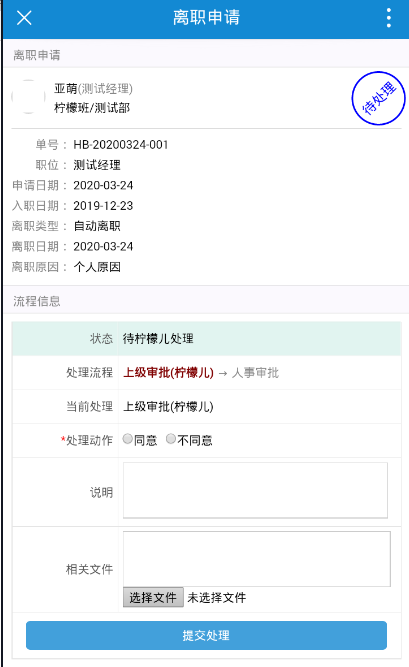 离职申请
离职申请
亚萌(测试经理)
柠檬班/测试部
待处理
单号： HB-20200324-001
职位： 测试经理
申请日期： 2020-03-24
入职日期： 2019-12-23
离职类型： 自动离职
离职日期： 2020-03-24
离职原因： 个人原因
流程信息
状态 待柠檬儿处理
处理流程 上级审批(柠檬儿) → 人事审批
当前处理 上级审批(柠檬儿)
*处理动作 同意 不同意
说明
相关文件
选择文件 未选择文件
提交处理